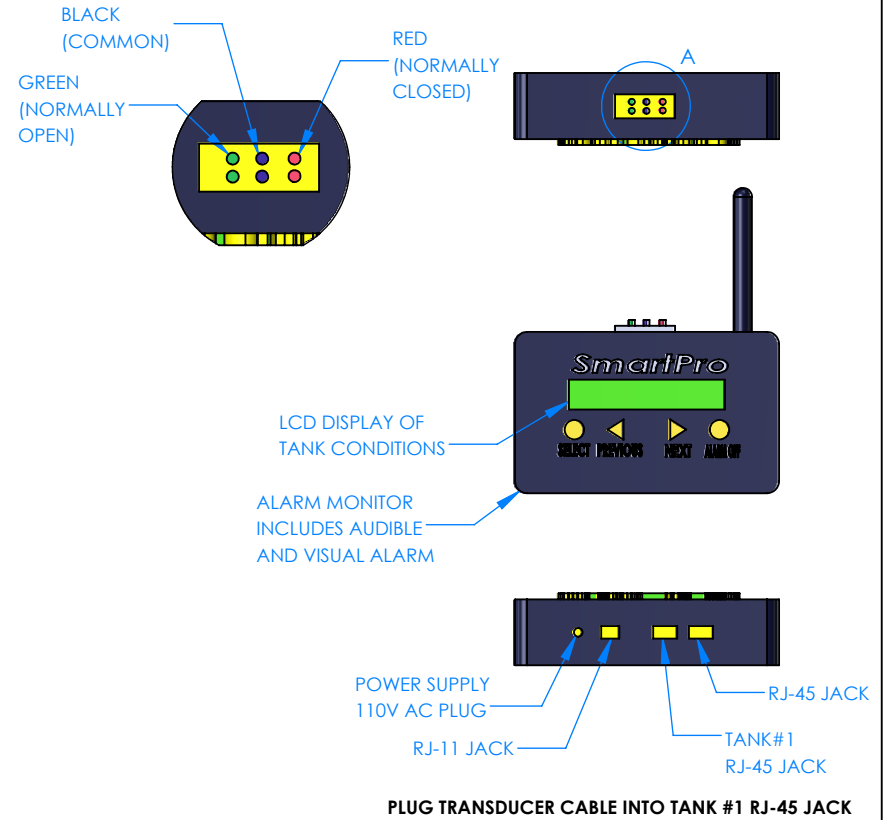 BLACK
(COMMON)
RED
(NORMALLY
CLOSED)
GREEN
(NORMALLY
OPEN)
A
SmartPro
LCD DISPLAY OF
TANK CONDITIONS
SELECT PREVIOUS NEXT ALARM OFF
ALARM MONITOR
INCLUDES AUDIBLE
AND VISUAL ALARM
POWER SUPPLY
110V AC PLUG
RJ-45 JACK
RJ-11 JACK
TANK#1
RJ-45 JACK
PLUG TRANSDUCER CABLE INTO TANK #1 RJ-45 JACK